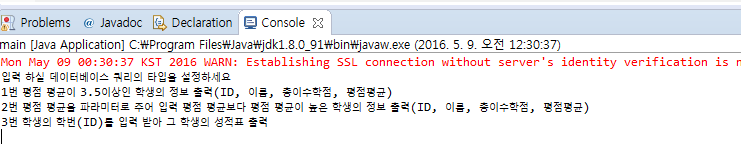 Problems @ Javadoc Declaration Console
main [Java Application] C:₩Program Files₩Java₩jdk1.8.0_91₩bin₩javaw.exe (2016. 5. 9. 오전 12:30:37)
Mon May 09 00:30:37 KST 2016 WARN: Establishing SSL connection without server's identity verification is n
입력 하실 데이터베이스 쿼리의 타입을 설정하세요
1번 평점 평균이 3.5이상인 학생의 정보 출력(ID, 이름, 총이수학점, 평점평균)
2번 평점 평균을 파라미터로 주어 입력 평점 평균보다 평점 평균이 높은 학생의 정보 출력(ID, 이름, 총이수학점, 평점평균)
3번 학생의 학번(ID)를 입력 받아 그 학생의 성적표 출력